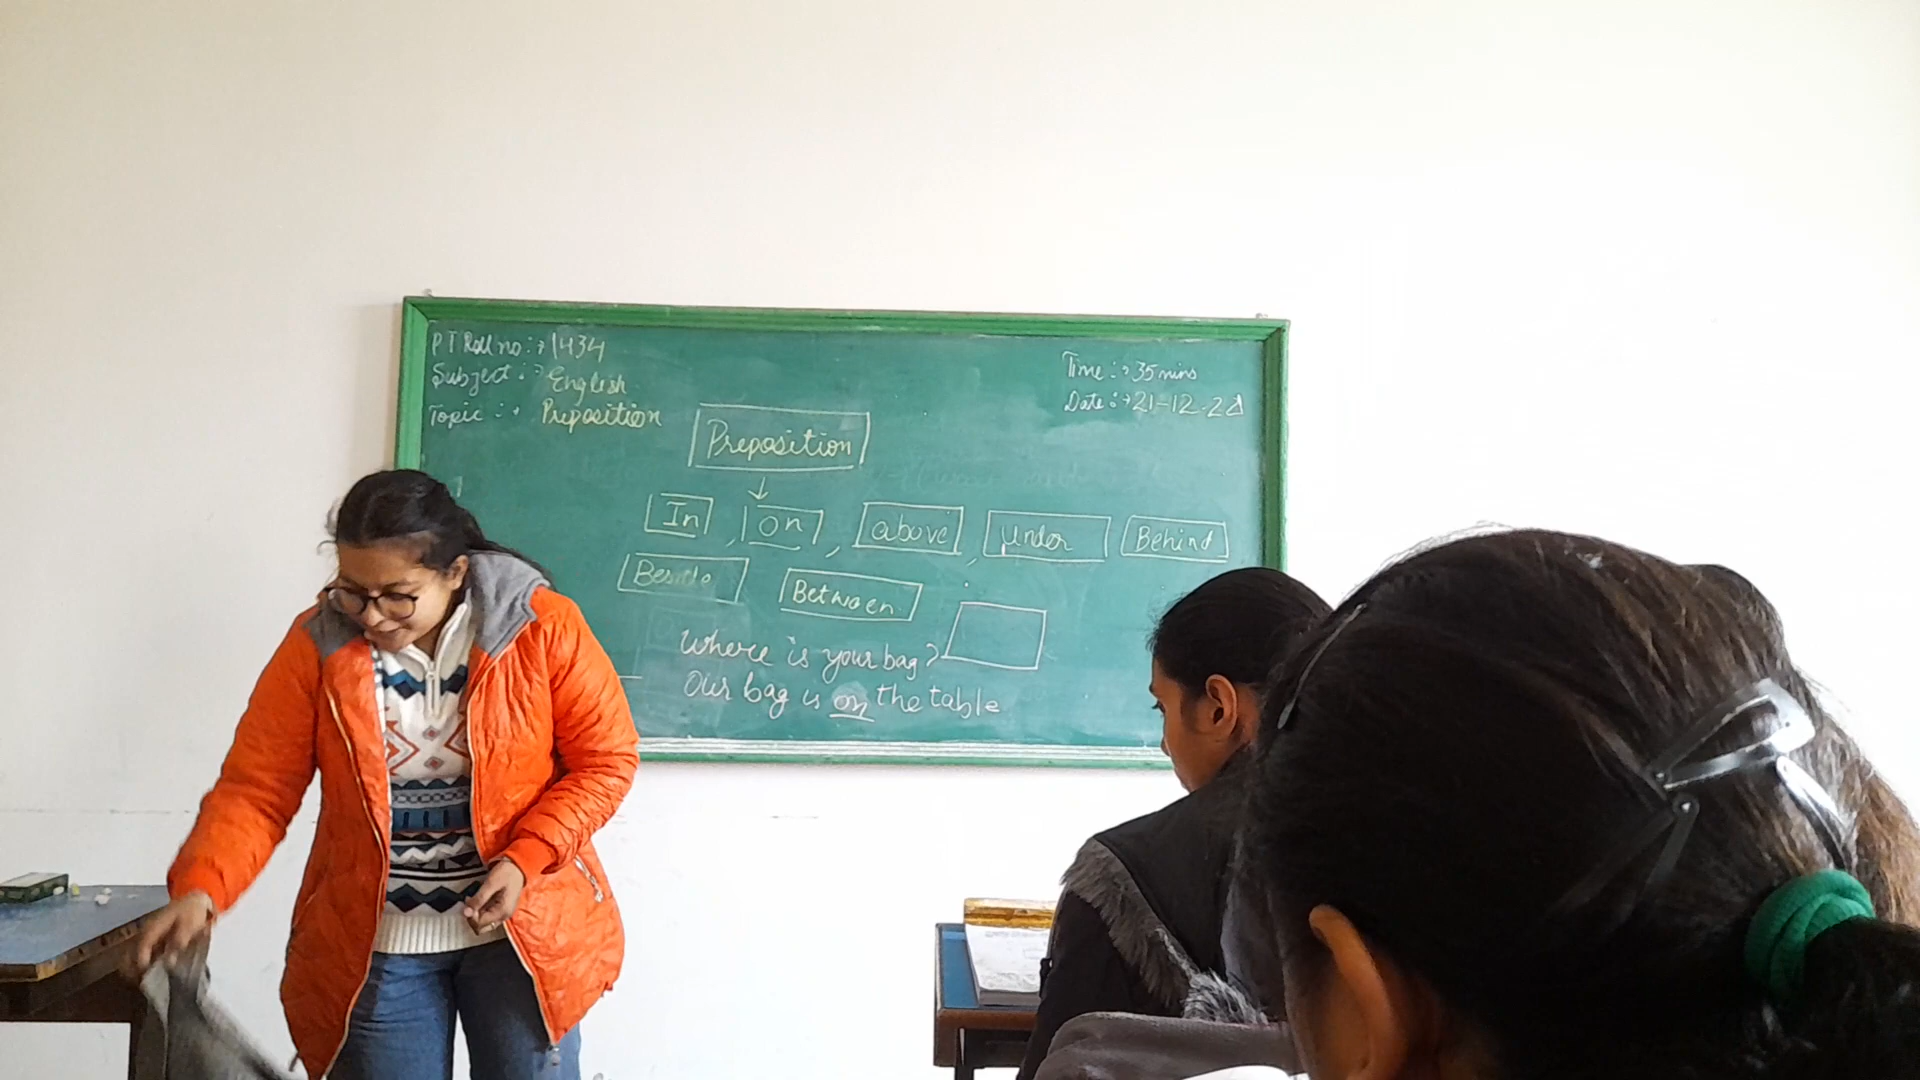 P T Roll no :→ 1434
Subject :→ English
Topic :→ Preposition
Time :→ 35 mins
Date :→ 21-12-22
Preposition
↓
In , on , above , under Behind
Beside Between
Where is your bag?
Our bag is on the table